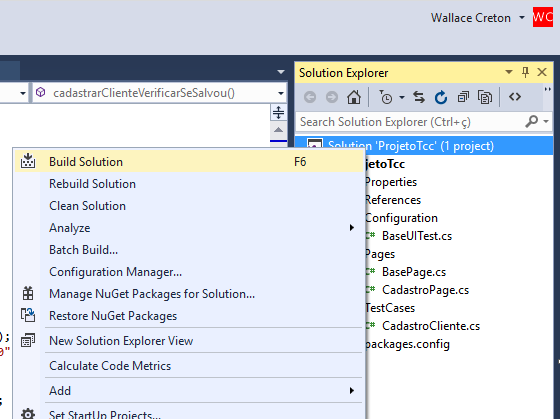 Wallace Creton
WC
cadastrarClienteVerificarSeSalvou()
Solution Explorer
Search Solution Explorer (Ctrl+ç)
Solution 'ProjetoTcc' (1 project)
Build Solution F6
jetoTcc
Rebuild Solution
Properties
Clean Solution
References
Analyze
Configuration
Batch Build...
C# BaseUITest.cs
Pages
Configuration Manager...
C# BasePage.cs
Manage NuGet Packages for Solution...
C# CadastroPage.cs
Restore NuGet Packages
TestCases
C# CadastroCliente.cs
);
New Solution Explorer View
packages.config
0"
Calculate Code Metrics
Add
;
Set StartUp Projects...